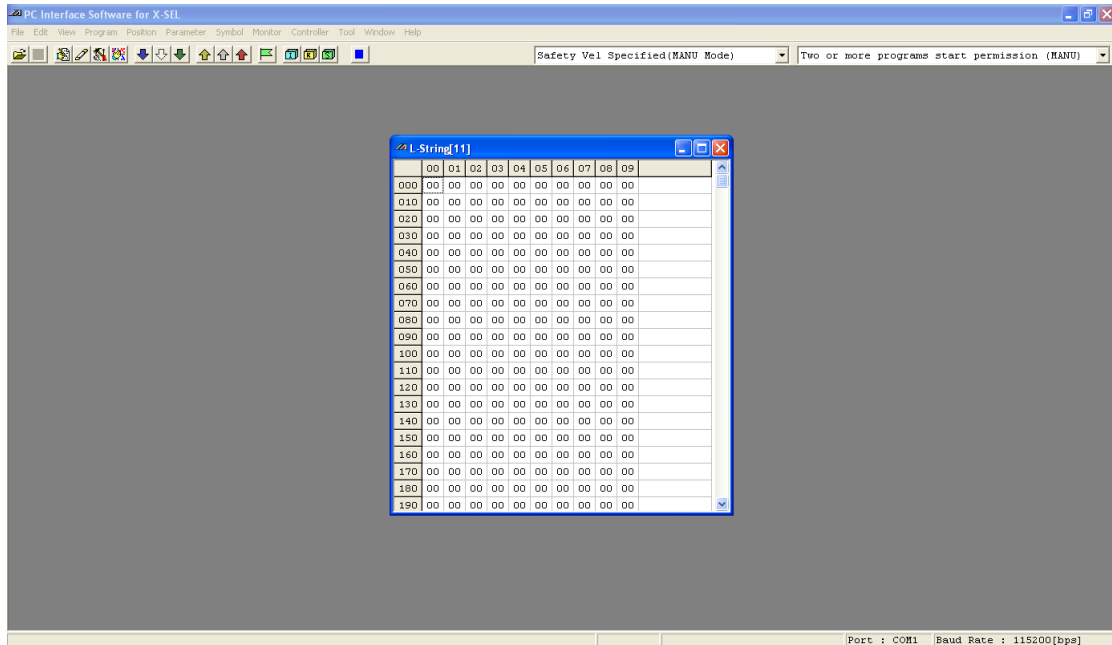 PC Interface Software for X-SEL
File Edit View Program Position Parameter Symbol Monitor Controller Tool Window Help
Safety Vel Specified(MANU Mode) Two or more programs start permission (MANU)
L-String[11]
00 01 02 03 04 05 06 07 08 09
000 00 00 00 00 00 00 00 00 00 00
010 00 00 00 00 00 00 00 00 00 00
020 00 00 00 00 00 00 00 00 00 00
030 00 00 00 00 00 00 00 00 00 00
040 00 00 00 00 00 00 00 00 00 00
050 00 00 00 00 00 00 00 00 00 00
060 00 00 00 00 00 00 00 00 00 00
070 00 00 00 00 00 00 00 00 00 00
080 00 00 00 00 00 00 00 00 00 00
090 00 00 00 00 00 00 00 00 00 00
100 00 00 00 00 00 00 00 00 00 00
110 00 00 00 00 00 00 00 00 00 00
120 00 00 00 00 00 00 00 00 00 00
130 00 00 00 00 00 00 00 00 00 00
140 00 00 00 00 00 00 00 00 00 00
150 00 00 00 00 00 00 00 00 00 00
160 00 00 00 00 00 00 00 00 00 00
170 00 00 00 00 00 00 00 00 00 00
180 00 00 00 00 00 00 00 00 00 00
190 00 00 00 00 00 00 00 00 00 00
Port : COM1 Baud Rate : 115200[bps]